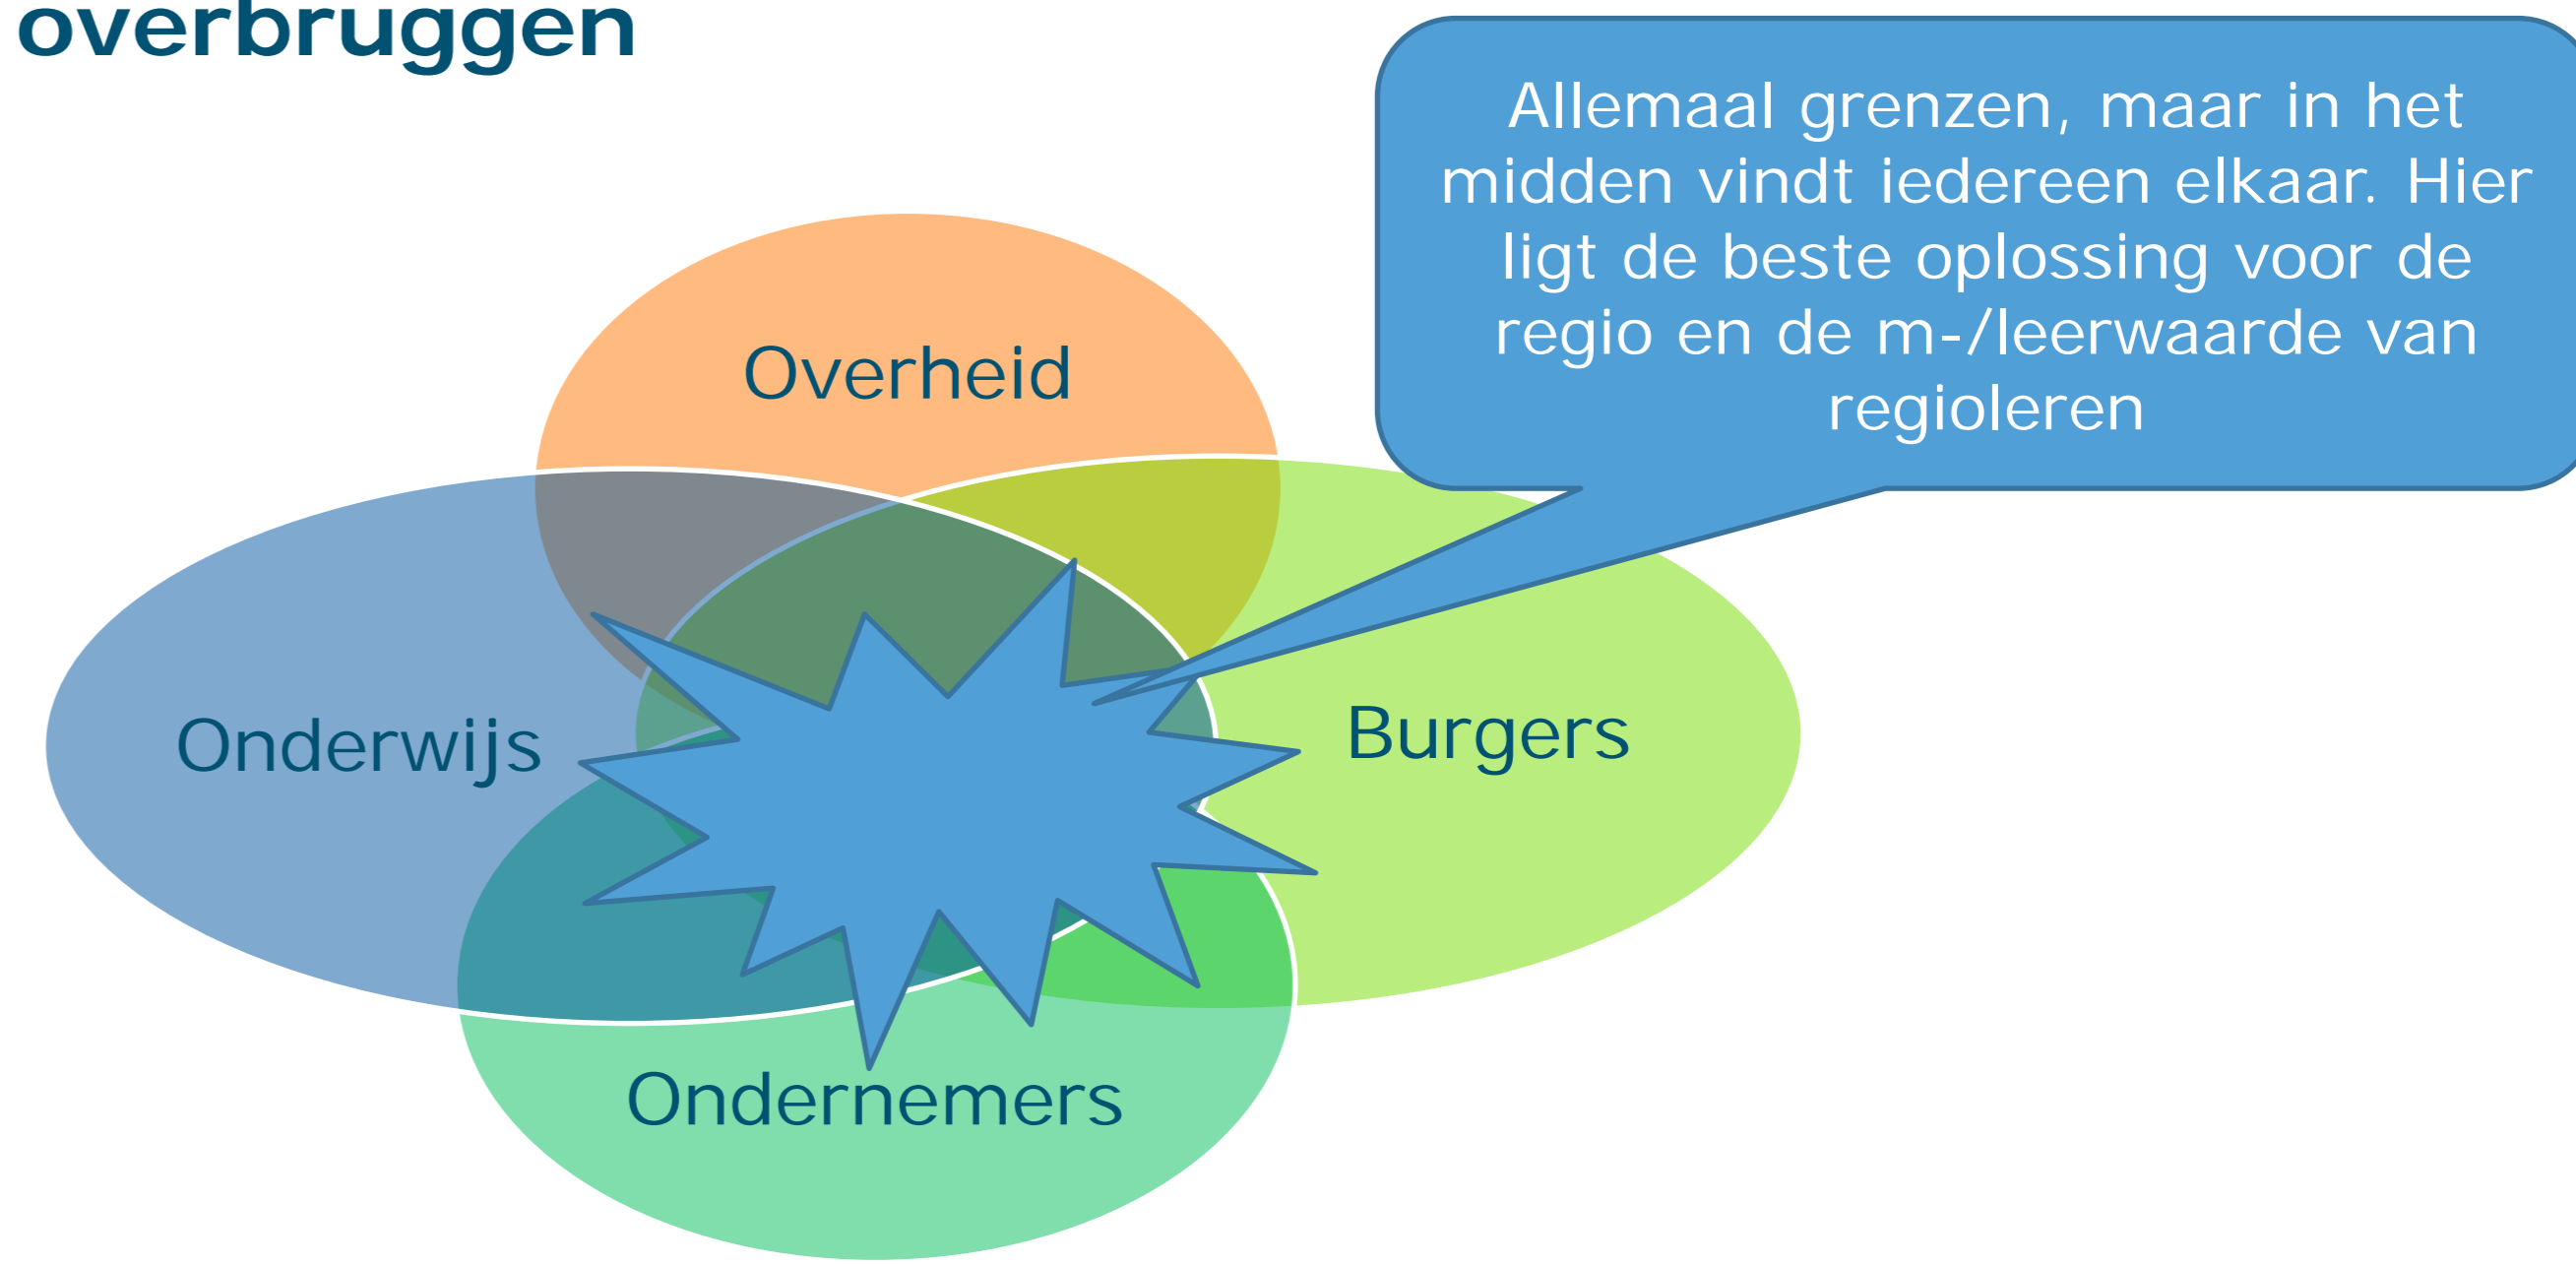 overbruggen
Allemaal grenzen, maar in het
midden vindt iedereen elkaar. Hier
ligt de beste oplossing voor de
regio en de m-/leerwaarde van
regioleren
Overheid
Onderwijs
Burgers
Ondernemers